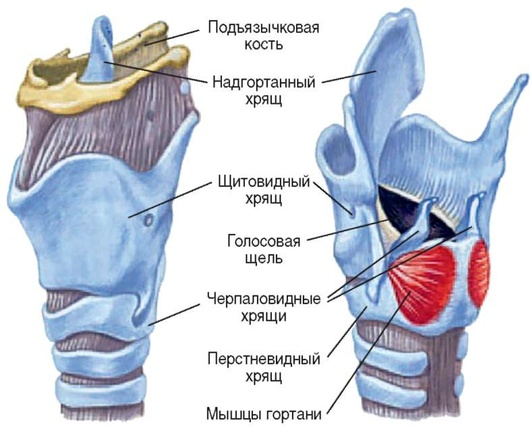 Подъязычковая
кость
Надгортанный
хрящ
Щитовидный
хрящ
Голосовая
щель
Черпаловидные
хрящи
Перстневидный
хрящ
Мышцы гортани